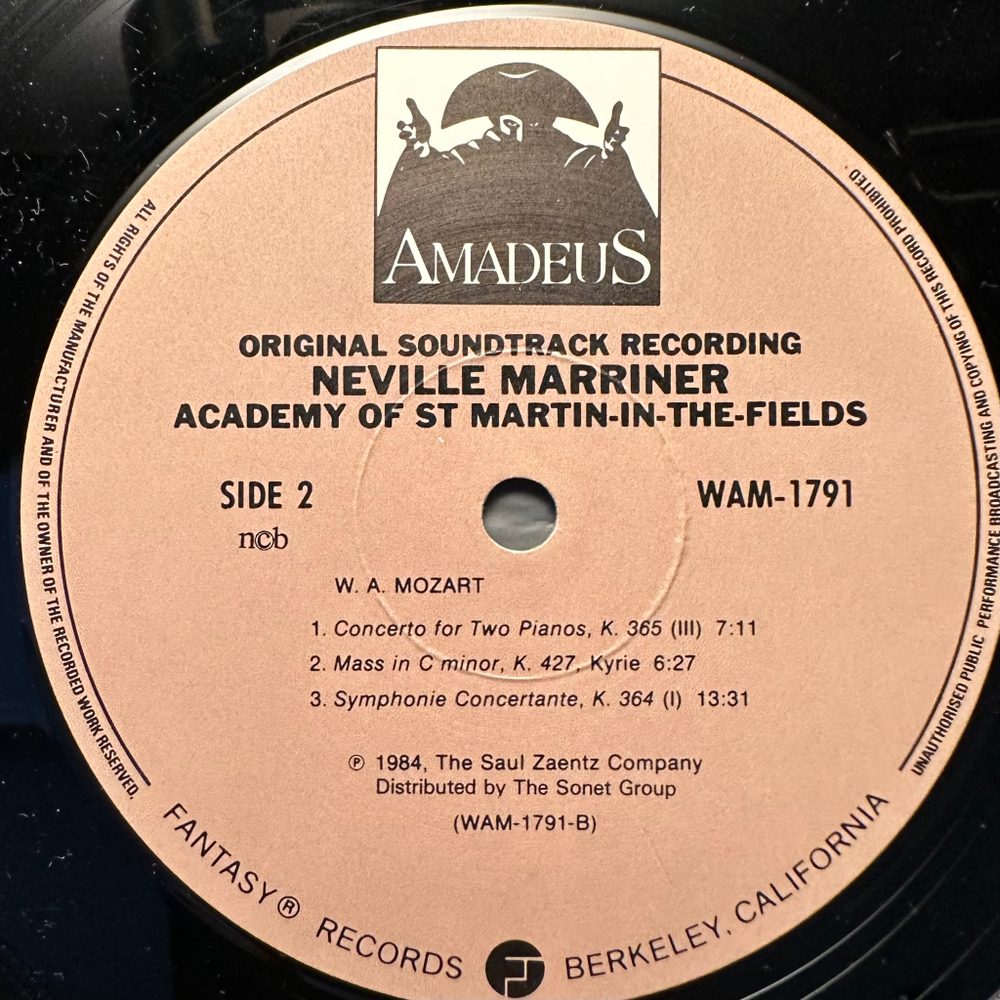 AMADEUS
ORIGINAL SOUNDTRACK RECORDING
NEVILLE MARRINER
ACADEMY OF ST MARTIN-IN-THE-FIELDS
SIDE 2
WAM-1791
n©b
W. A. MOZART
1. Concerto for Two Pianos, K. 365 (III) 7:11
2. Mass in C minor, K. 427, Kyrie 6:27
3. Symphonie Concertante, K. 364 (I) 13:31
℗ 1984, The Saul Zaentz Company
Distributed by The Sonet Group
(WAM-1791-B)
FANTASY® RECORDS BERKELEY, CALIFORNIA
ALL RIGHTS OF THE MANUFACTURER AND OF THE OWNER OF THE RECORDED WORK RESERVED.
UNAUTHORISED PUBLIC PERFORMANCE BROADCASTING AND COPYING OF THIS RECORD PROHIBITED·